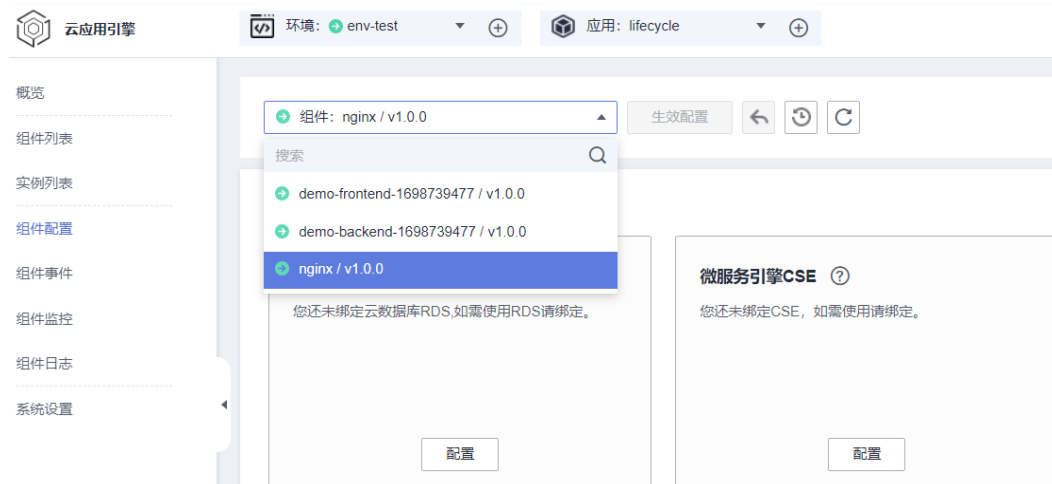 云应用引擎
环境: env-test
应用: lifecycle
概览
组件列表
实例列表
组件配置
组件事件
组件监控
组件日志
系统设置
组件: nginx / v1.0.0
生效配置
搜索
demo-frontend-1698739477 / v1.0.0
demo-backend-1698739477 / v1.0.0
nginx / v1.0.0
您还未绑定云数据库RDS,如需使用RDS请绑定。
配置
微服务引擎CSE
您还未绑定CSE，如需使用请绑定。
配置